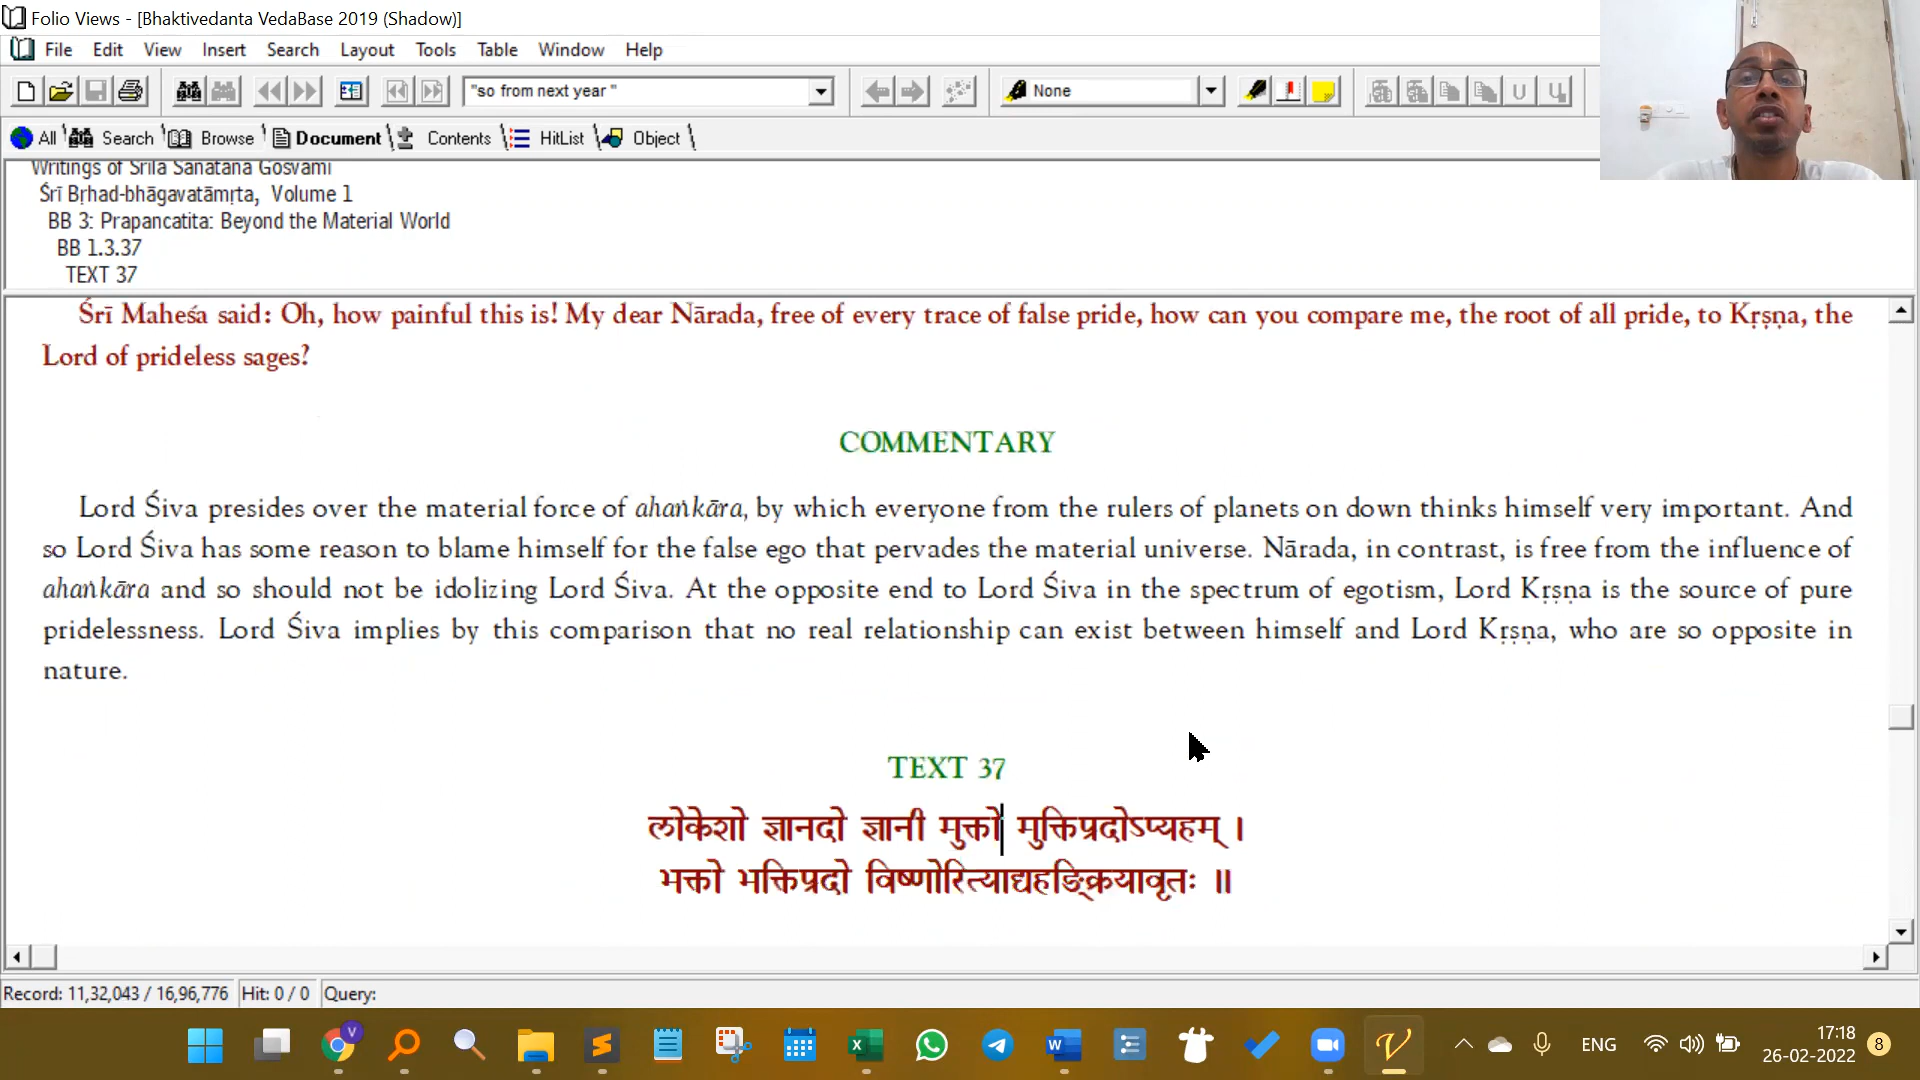 Folio Views - [Bhaktivedanta VedaBase 2019 (Shadow)]
File Edit View Insert Search Layout Tools Table Window Help
"so from next year "
None
All Search Browse Document Contents HitList Object
Writings of Srila Sanatana Gosvami
Śrī Bṛhad-bhāgavatāmṛta, Volume 1
BB 3: Prapancatita: Beyond the Material World
BB 1.3.37
TEXT 37
Śrī Maheśa said: Oh, how painful this is! My dear Nārada, free of every trace of false pride, how can you compare me, the root of all pride, to Kṛṣṇa, the
Lord of prideless sages?
COMMENTARY
Lord Śiva presides over the material force of ahaṅkāra, by which everyone from the rulers of planets on down thinks himself very important. And
so Lord Śiva has some reason to blame himself for the false ego that pervades the material universe. Nārada, in contrast, is free from the influence of
ahaṅkāra and so should not be idolizing Lord Śiva. At the opposite end to Lord Śiva in the spectrum of egotism, Lord Kṛṣṇa is the source of pure
pridelessness. Lord Śiva implies by this comparison that no real relationship can exist between himself and Lord Kṛṣṇa, who are so opposite in
nature.
TEXT 37
लोकेशो ज्ञानदो ज्ञानी मुक्तो मुक्तिप्रदोऽप्यहम् ।
भक्तो भक्तिप्रदो विष्णोरित्याद्यहङ्क्रियावृतः ॥
Record: 11,32,043 / 16,96,776 Hit: 0 / 0 Query:
ENG
17:18
26-02-2022
8